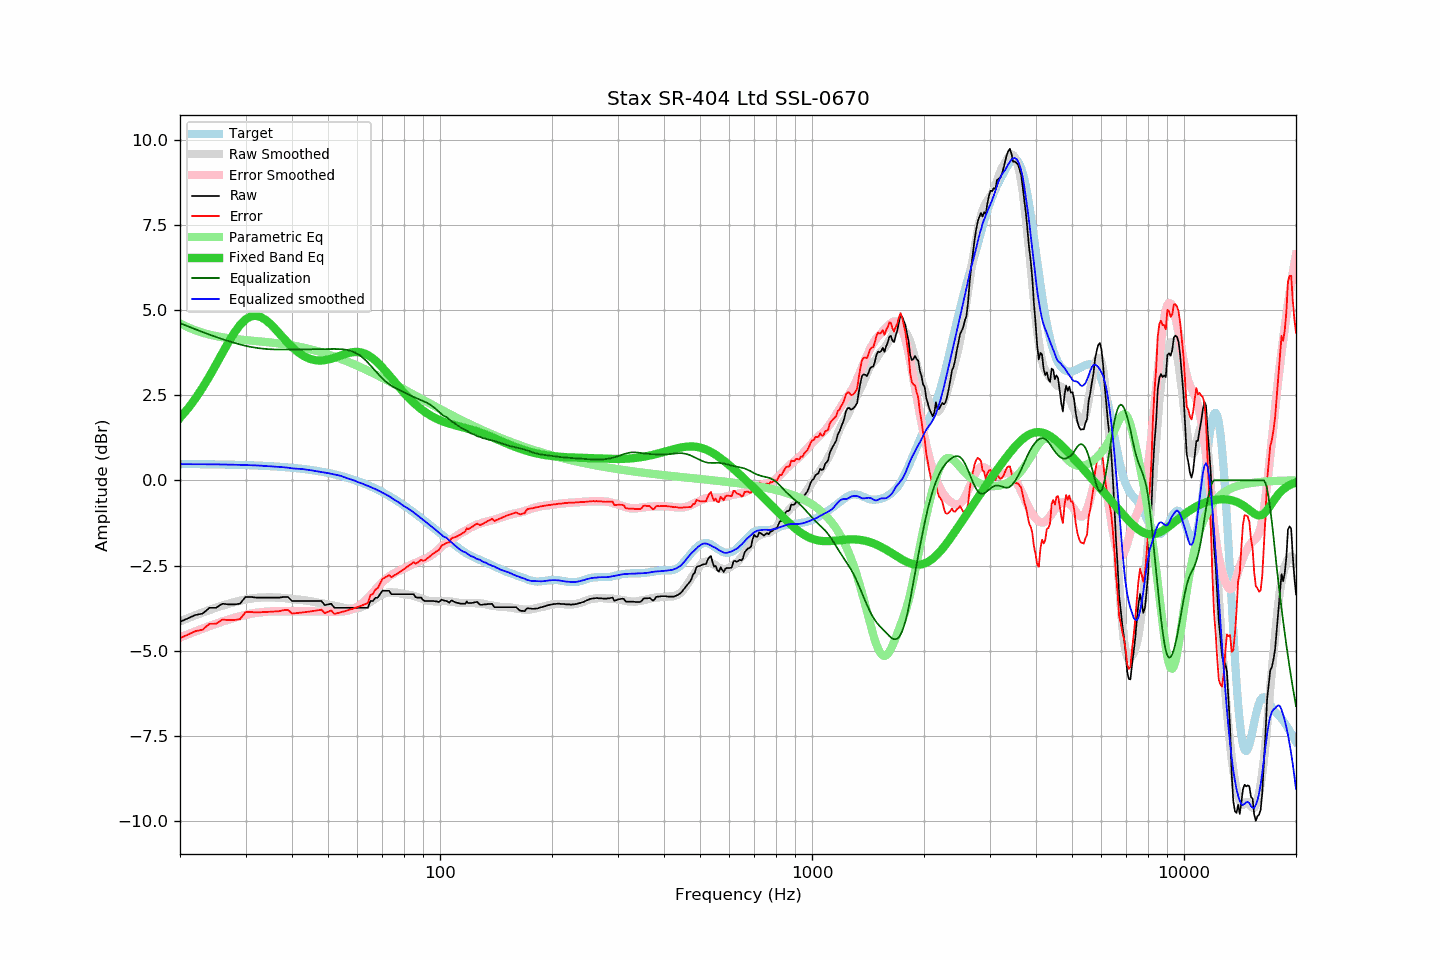 Stax SR-404 Ltd SSL-0670
Target
Raw Smoothed
Error Smoothed
Raw
Error
Parametric Eq
Fixed Band Eq
Equalization
Equalized smoothed
10.0
7.5
5.0
2.5
0.0
−2.5
−5.0
−7.5
−10.0
Amplitude (dBr)
100
1000
10000
Frequency (Hz)